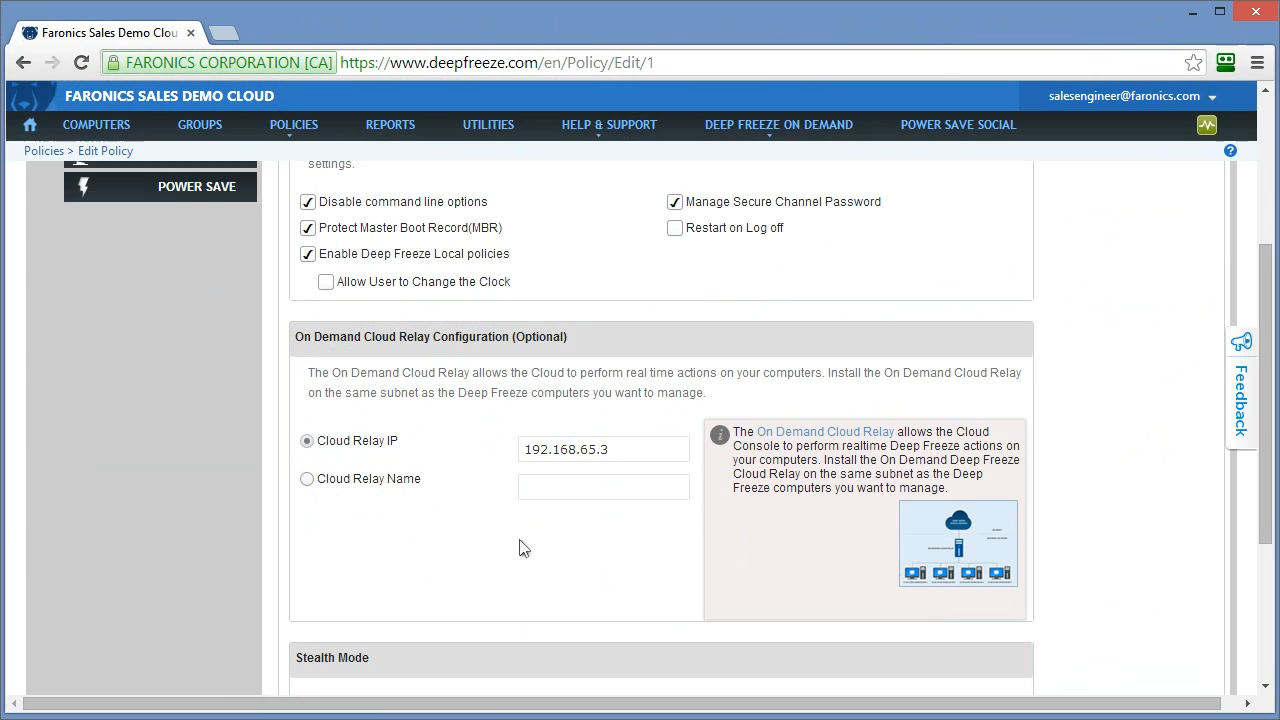 Faronics Sales Demo Clou
FARONICS CORPORATION [CA] https://www.deepfreeze.com/en/Policy/Edit/1
FARONICS SALES DEMO CLOUD
salesengineer@faronics.com
COMPUTERS GROUPS POLICIES REPORTS UTILITIES HELP & SUPPORT DEEP FREEZE ON DEMAND POWER SAVE SOCIAL
Policies > Edit Policy
settings.
POWER SAVE
Disable command line options
Manage Secure Channel Password
Protect Master Boot Record(MBR)
Restart on Log off
Enable Deep Freeze Local policies
Allow User to Change the Clock
On Demand Cloud Relay Configuration (Optional)
The On Demand Cloud Relay allows the Cloud to perform real time actions on your computers. Install the On Demand Cloud Relay
on the same subnet as the Deep Freeze computers you want to manage.
Cloud Relay IP
192.168.65.3
Cloud Relay Name
The On Demand Cloud Relay allows the Cloud
Console to perform realtime Deep Freeze actions on
your computers. Install the On Demand Deep Freeze
Cloud Relay on the same subnet as the Deep
Freeze computers you want to manage.
Feedback
Stealth Mode